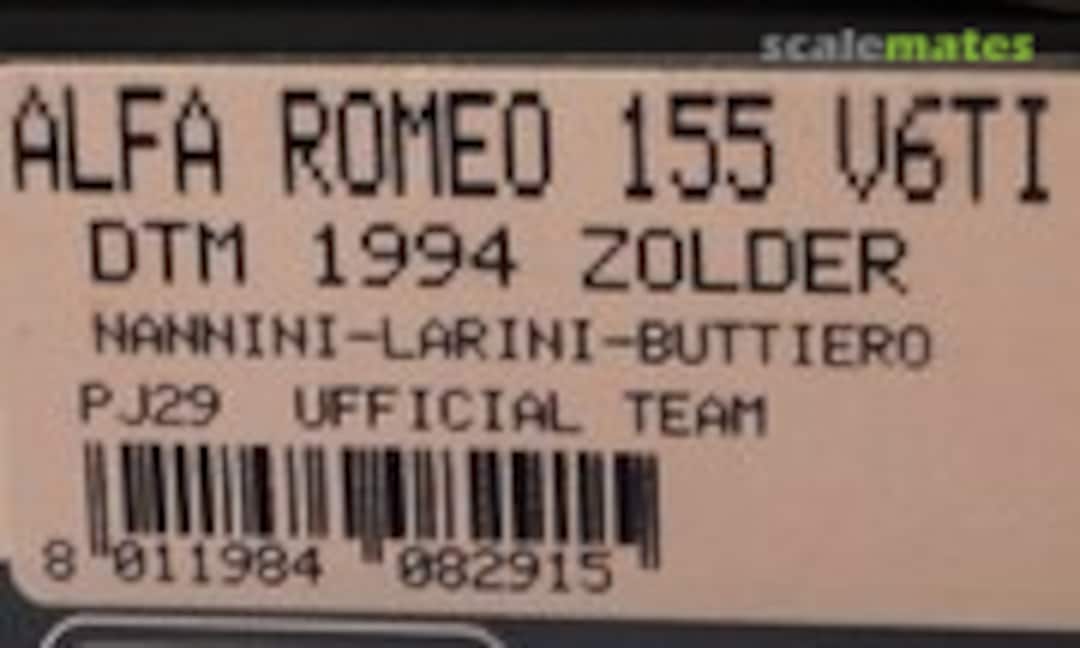 scalemates
ALFA ROMEO 155 V6TI
DTM 1994 ZOLDER
NANNINI-LARINI-BUTTIERO
PJ29 UFFICIAL TEAM
8 011984 082915